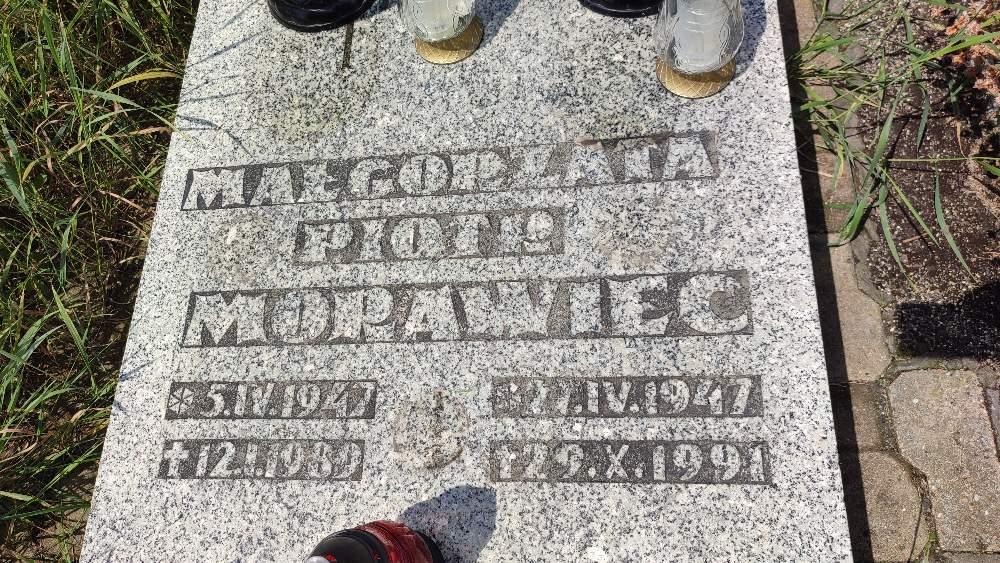 MAŁGORZATA
PIOTR
MORAWIEC
* 3.IV.1947 * 27.IV.1947
† 12.I.1989 † 29.X.1991